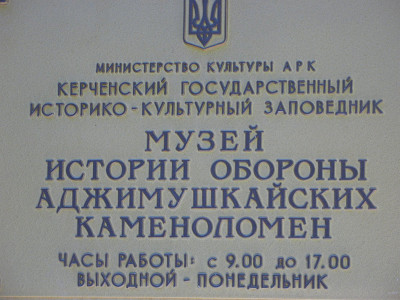 МИНИСТЕРСТВО КУЛЬТУРЫ АРК
КЕРЧЕНСКИЙ ГОСУДАРСТВЕННЫЙ
ИСТОРИКО-КУЛЬТУРНЫЙ ЗАПОВЕДНИК
МУЗЕЙ
ИСТОРИИ ОБОРОНЫ
АДЖИМУШКАЙСКИХ
КАМЕНОЛОМЕН
ЧАСЫ РАБОТЫ: с 9.00 до 17.00
ВЫХОДНОЙ - ПОНЕДЕЛЬНИК